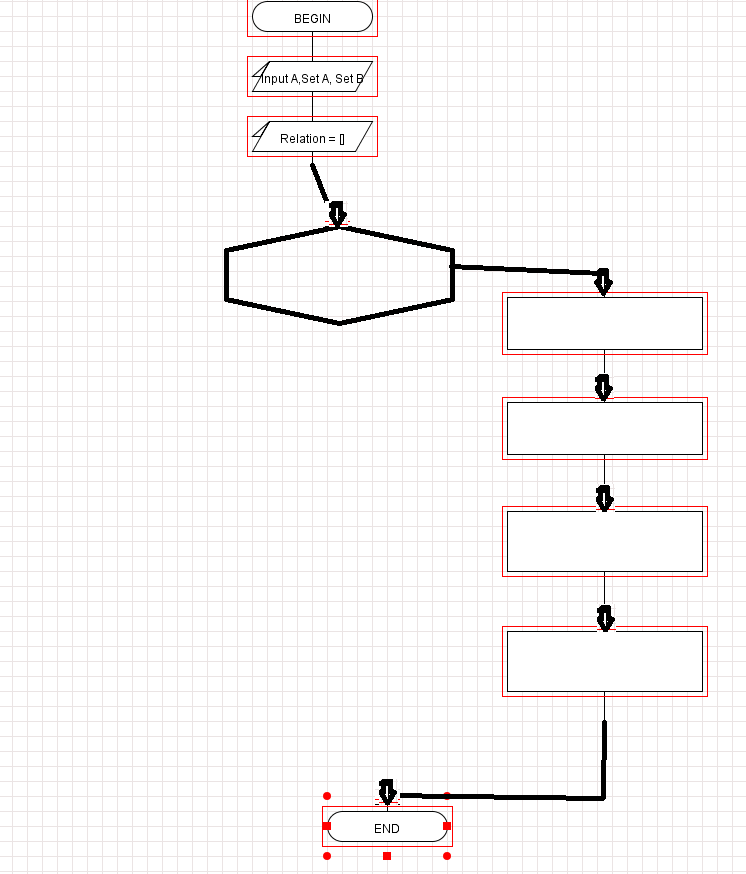 BEGIN
Input A,Set A, Set B
Relation = []
END